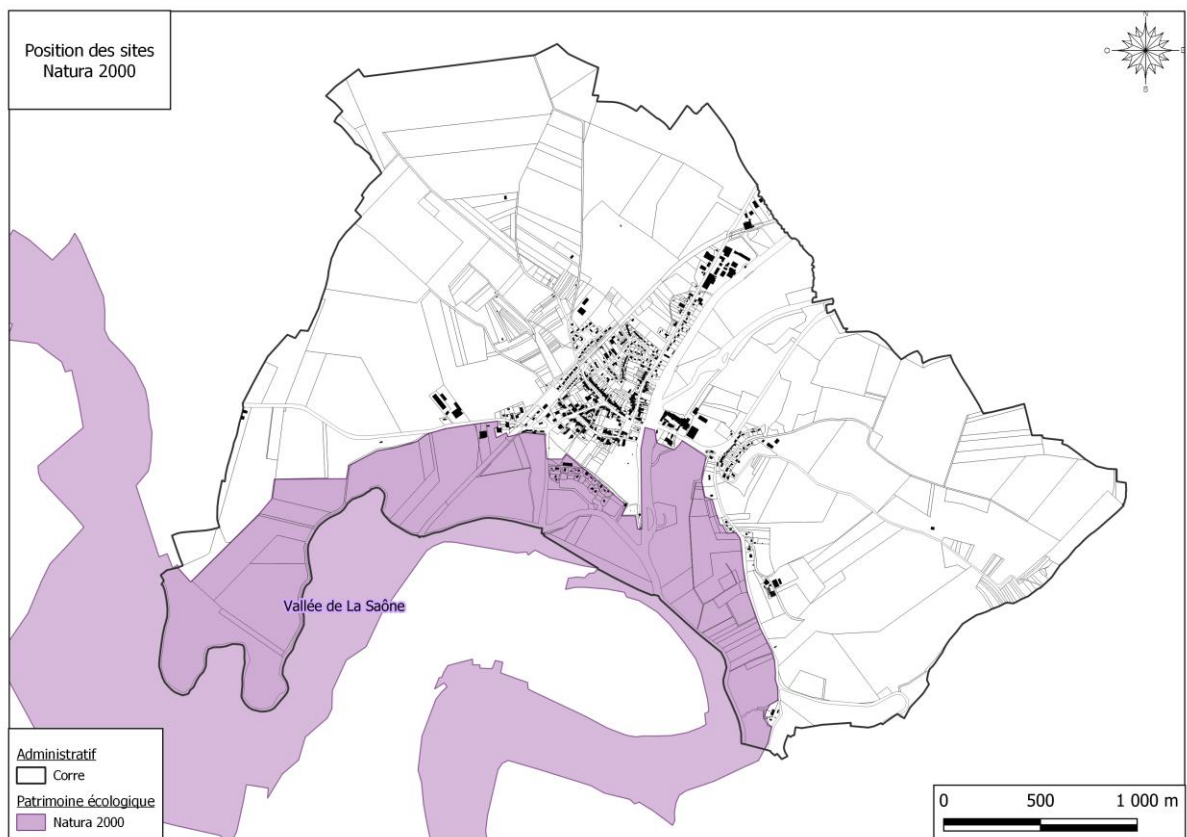 Position des sites
Natura 2000
N
O
E
S
Vallée de La Saône
Administratif
Corre
Patrimoine écologique
Natura 2000
0 500 1 000 m